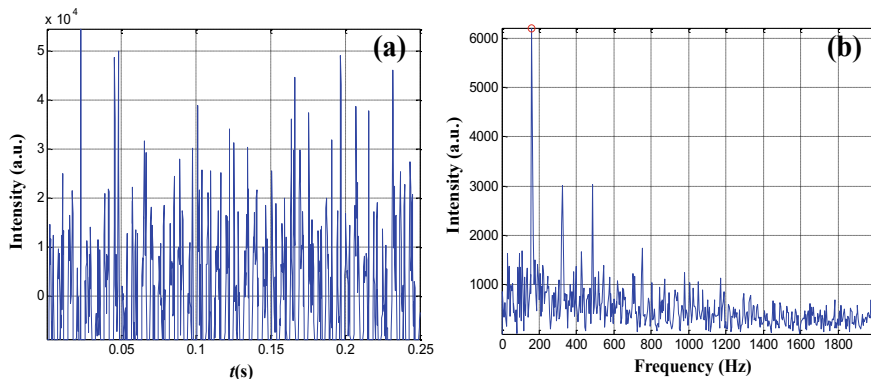 x 10⁴
(a)
5
4
3
2
1
0
Intensity (a.u.)
0.05
0.1
0.15
0.2
0.25
t(s)
(b)
6000
5000
4000
3000
2000
1000
Intensity (a.u.)
0 200 400 600 800 1000 1200 1400 1600 1800
Frequency (Hz)